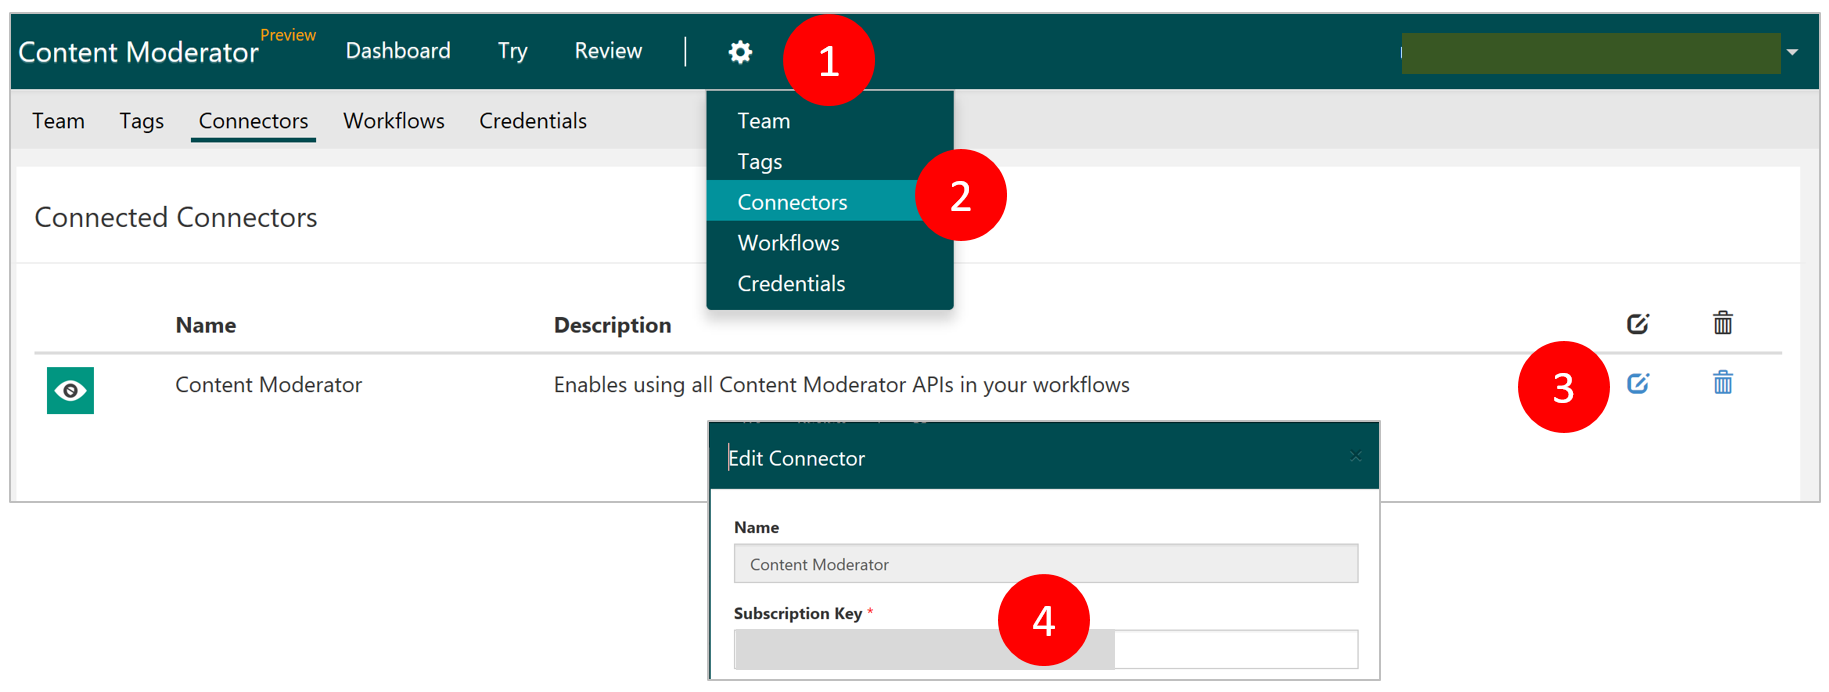 Content Moderator Preview Dashboard Try Review 1
Team Tags Connectors Workflows Credentials
Team
Tags
Connectors 2
Workflows
Credentials
Connected Connectors
Name Description
Content Moderator Enables using all Content Moderator APIs in your workflows 3
Edit Connector ×
Name
Content Moderator
Subscription Key *
4